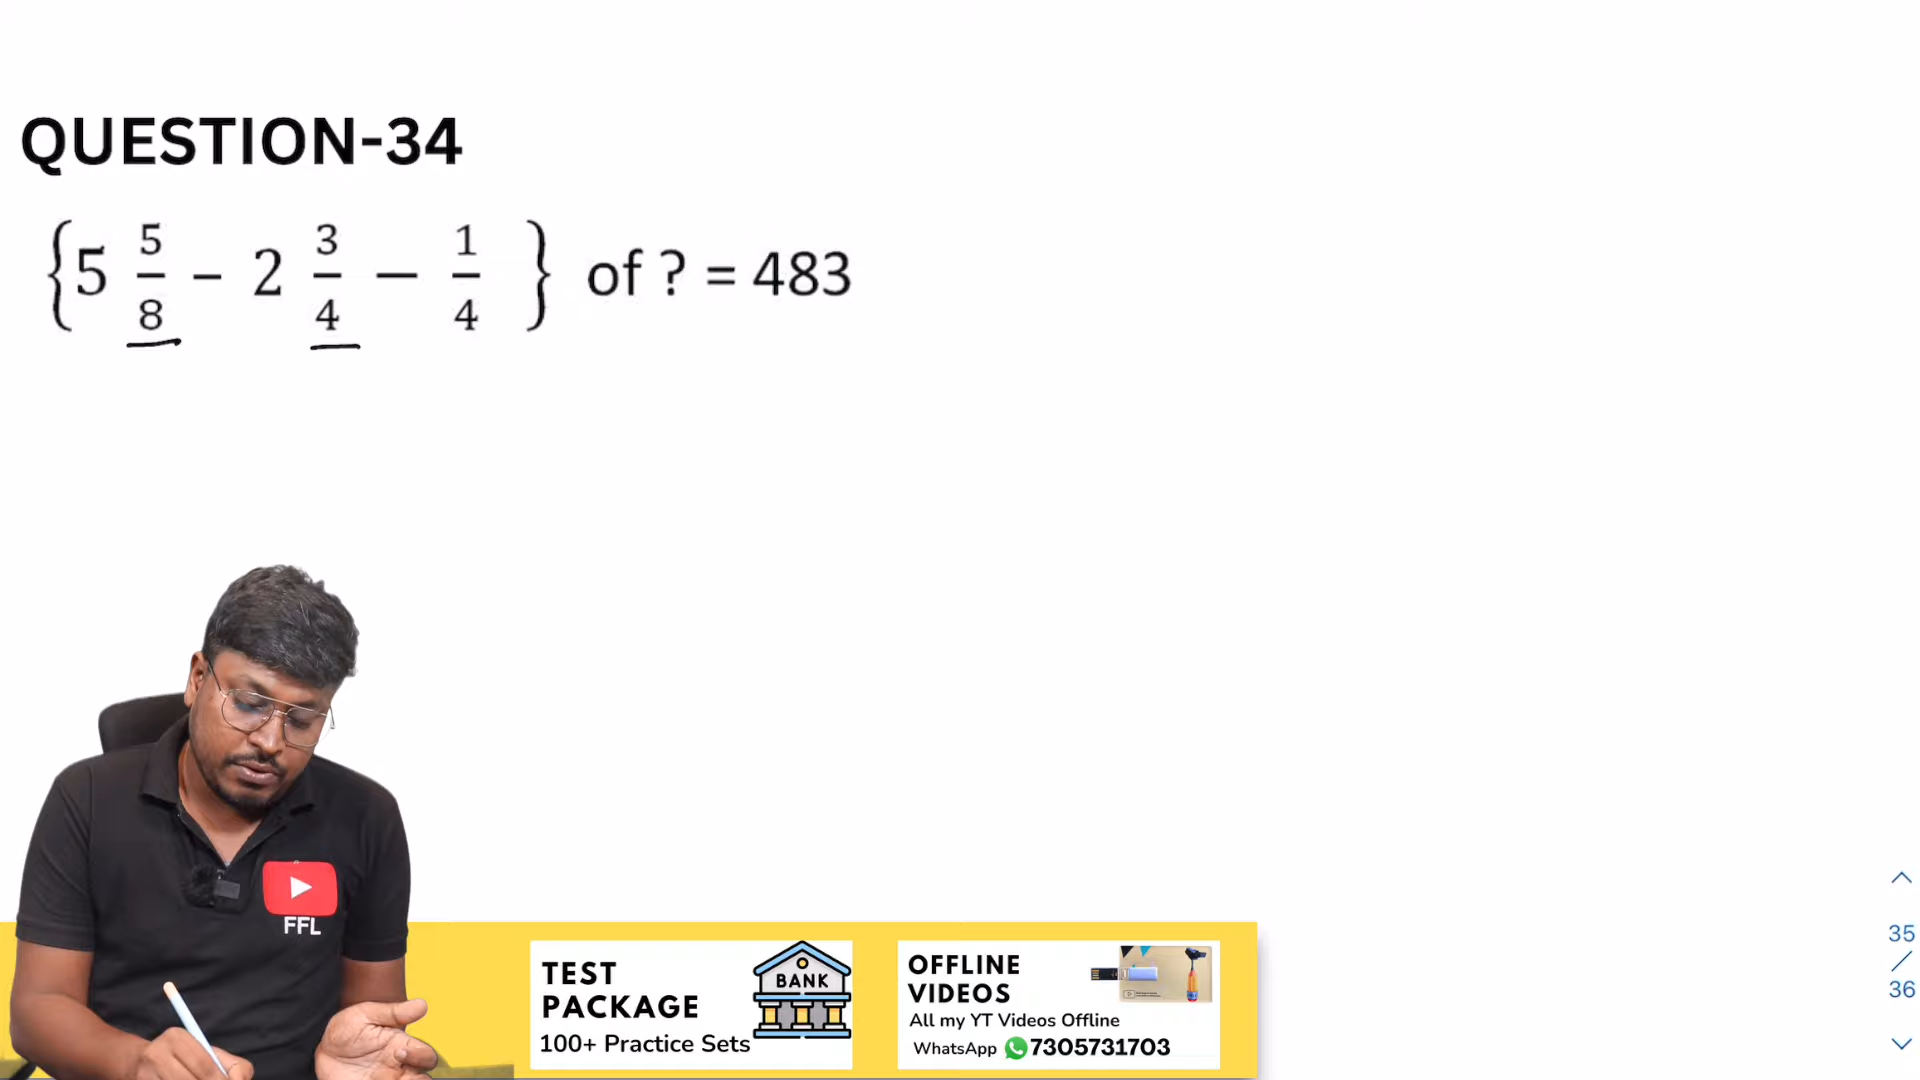 QUESTION-34
{5 5/8 – 2 3/4 – 1/4 } of ? = 483
FFL
TEST
PACKAGE
100+ Practice Sets
BANK
OFFLINE
VIDEOS
All my YT Videos Offline
WhatsApp 7305731703
35
/
36